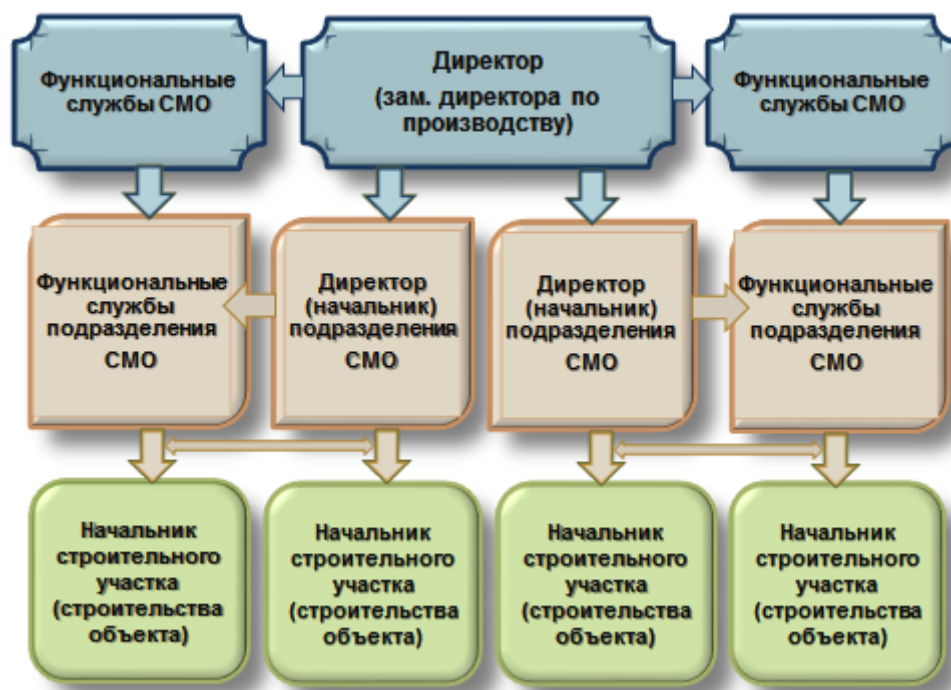 Функциональные
службы СМО
Директор
(зам. директора по
производству)
Функциональные
службы СМО
Функциональные
службы
подразделения
СМО
Директор
(начальник)
подразделения
СМО
Директор
(начальник)
подразделения
СМО
Функциональные
службы
подразделения
СМО
Начальник
строительного
участка
(строительства
объекта)
Начальник
строительного
участка
(строительства
объекта)
Начальник
строительного
участка
(строительства
объекта)
Начальник
строительного
участка
(строительства
объекта)